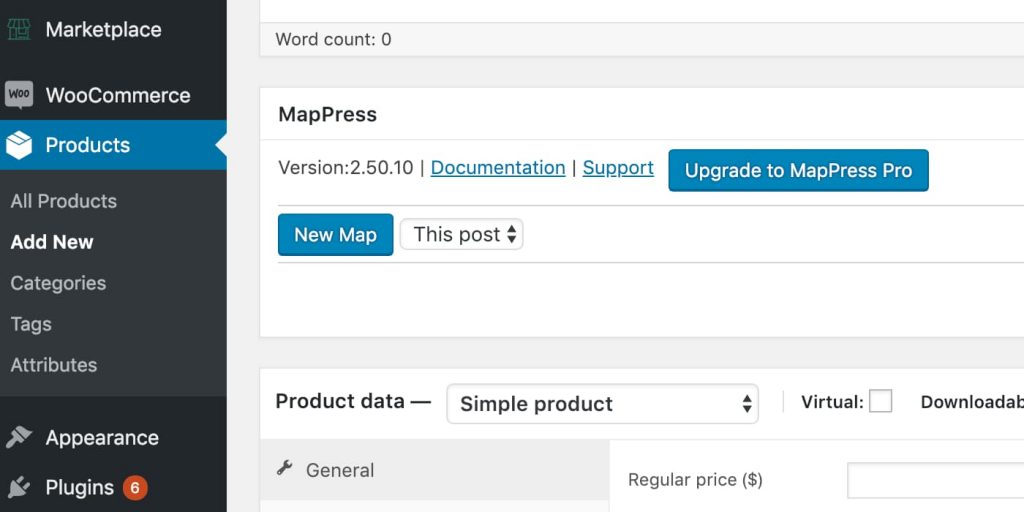 Marketplace
Woo WooCommerce
Products
All Products
Add New
Categories
Tags
Attributes
Appearance
Plugins 6
Word count: 0
MapPress
Version:2.50.10 | Documentation | Support Upgrade to MapPress Pro
New Map This post
Product data — Simple product Virtual: Downloadab
General
Regular price ($)